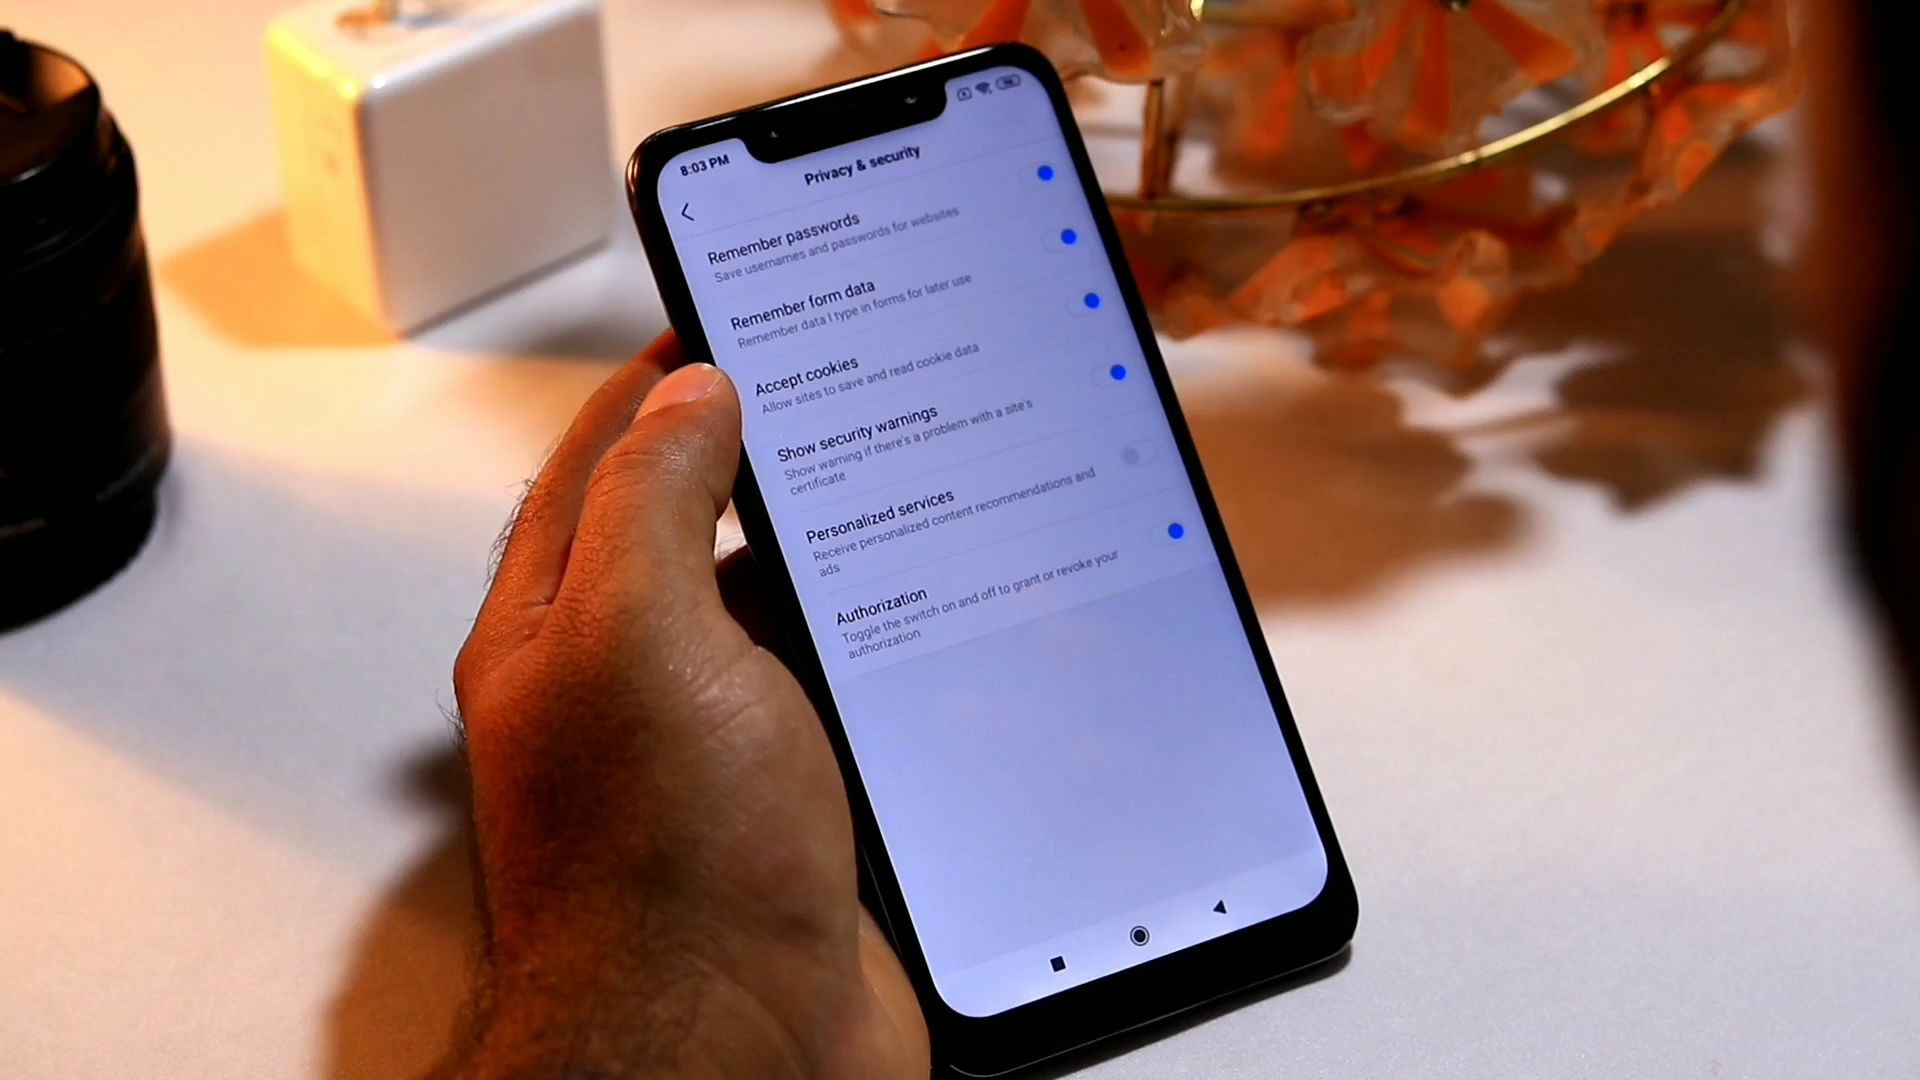 8:03 PM
Privacy & security
Remember passwords
Save usernames and passwords for websites
Remember form data
Remember data I type in forms for later use
Accept cookies
Allow sites to save and read cookie data
Show security warnings
Show warning if there's a problem with a site's
certificate
Personalized services
Receive personalized content recommendations and
ads
Authorization
Toggle the switch on and off to grant or revoke your
authorization